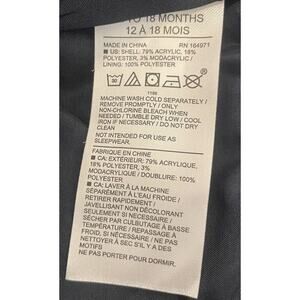 TO 18 MONTHS
12 À 18 MOIS
MADE IN CHINA RN 164971
■ US: SHELL: 79% ACRYLIC, 18%
POLYESTER, 3% MODACRYLIC /
LINING: 100% POLYESTER
MACHINE WASH COLD SEPARATELY /
REMOVE PROMPTLY / ONLY
NON-CHLORINE BLEACH WHEN
NEEDED / TUMBLE DRY LOW / COOL
IRON IF NECESSARY / DO NOT DRY
CLEAN
NOT INTENDED FOR USE AS
SLEEPWEAR.
FABRIQUE EN CHINE
■ CA: EXTÉRIEUR: 79% ACRYLIQUE,
18% POLYESTER, 3%
MODACRYLIQUE / DOUBLURE: 100%
POLYESTER
■ CA: LAVER À LA MACHINE
SÉPARÉMENT À L'EAU FROIDE /
RETIRER RAPIDEMENT /
JAVELLISANT NON DÉCOLORANT
SEULEMENT SI NÉCESSAIRE /
SÉCHER PAR CULBUTAGE À BASSE
TEMPÉRATURE / REPASSER À
FROID, SI NÉCESSAIRE / NE PAS
NETTOYER À SEC S'IL Y A DES
MOTIFS
NE PAS PORTER POUR DORMIR.